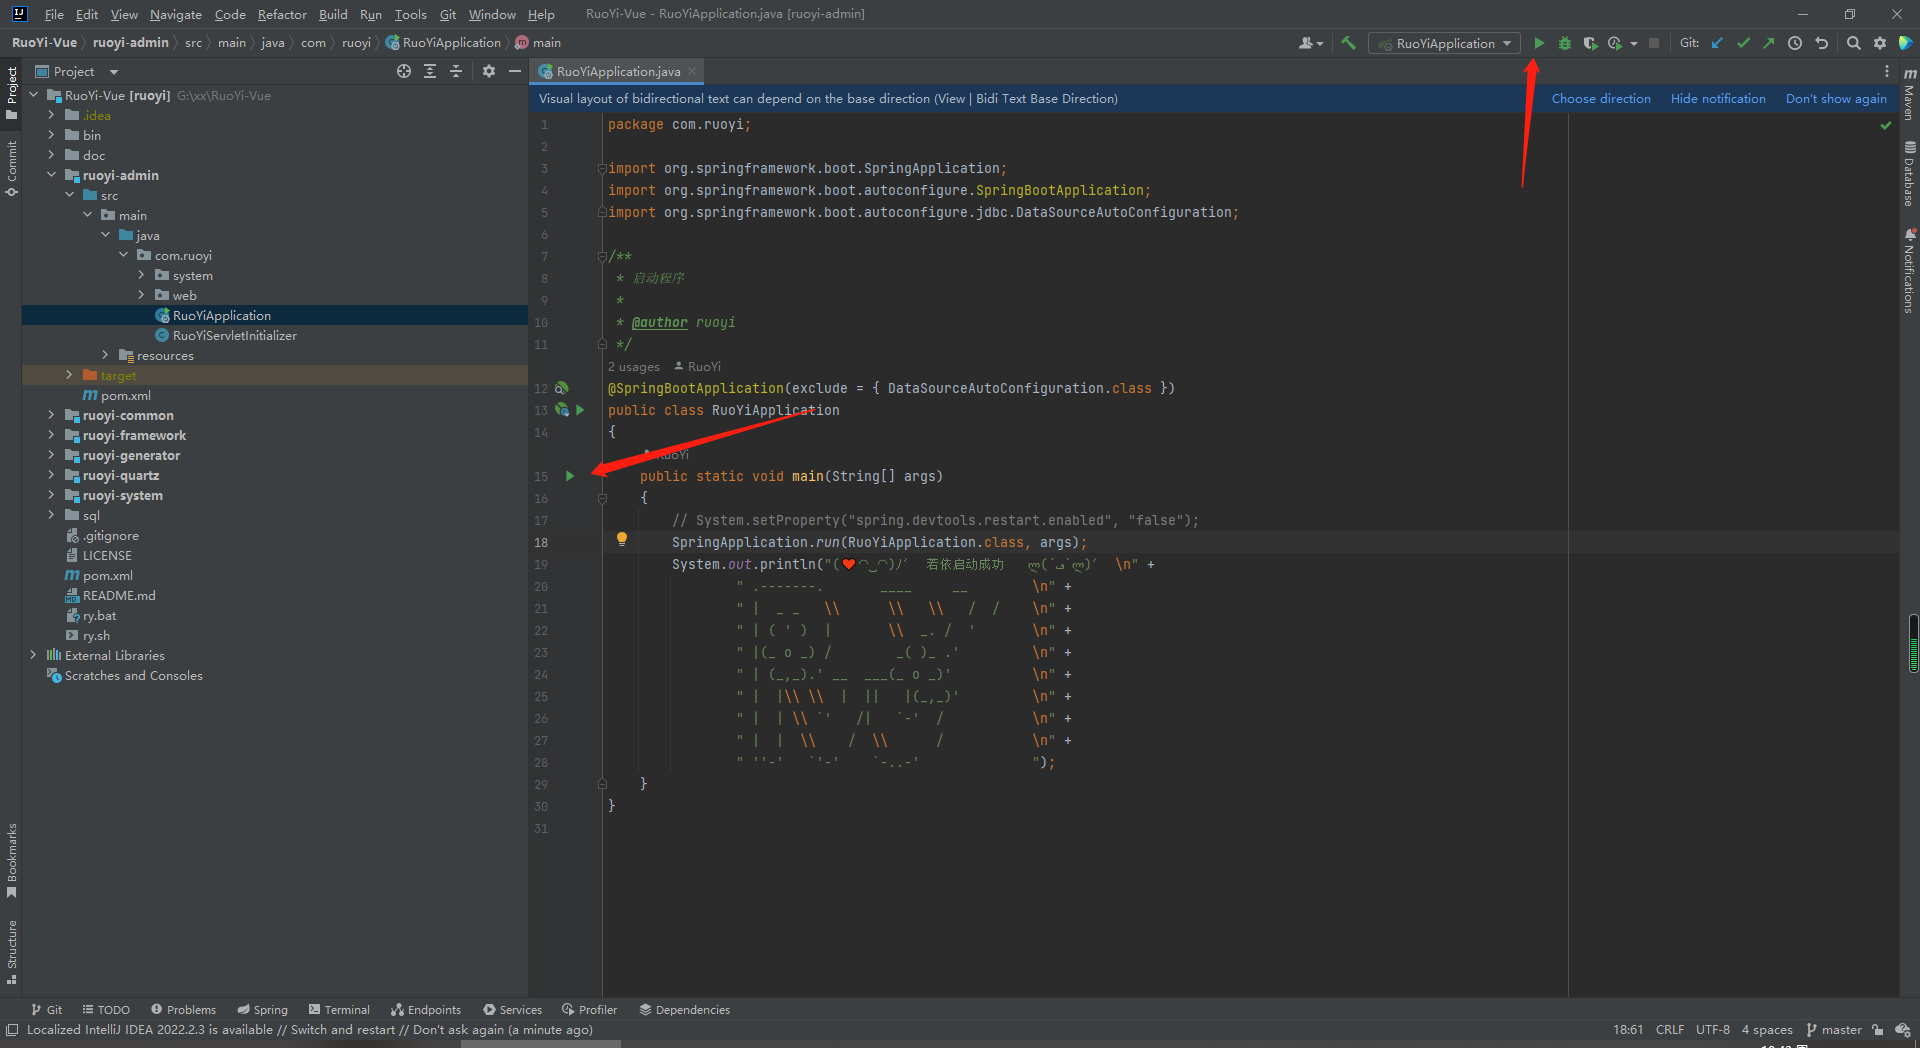 File Edit View Navigate Code Refactor Build Run Tools Git Window Help RuoYi-Vue - RuoYiApplication.java [ruoyi-admin]
RuoYi-Vue ruoyi-admin src main java com ruoyi RuoYiApplication main RuoYiApplication Git:
Project RuoYiApplication.java
Visual layout of bidirectional text can depend on the base direction (View | Bidi Text Base Direction) Choose direction Hide notification Don't show again
Project
Commit
Bookmarks
Structure
RuoYi-Vue [ruoyi] G:\xx\RuoYi-Vue
.idea
bin
doc
ruoyi-admin
src
main
java
com.ruoyi
system
web
RuoYiApplication
RuoYiServletInitializer
resources
target
pom.xml
ruoyi-common
ruoyi-framework
ruoyi-generator
ruoyi-quartz
ruoyi-system
sql
.gitignore
LICENSE
pom.xml
README.md
ry.bat
ry.sh
External Libraries
Scratches and Consoles
1 package com.ruoyi;
2
3 import org.springframework.boot.SpringApplication;
4 import org.springframework.boot.autoconfigure.SpringBootApplication;
5 import org.springframework.boot.autoconfigure.jdbc.DataSourceAutoConfiguration;
6
7 /**
8 * 启动程序
9 *
10 * @author ruoyi
11 */
2 usages RuoYi
12 @SpringBootApplication(exclude = { DataSourceAutoConfiguration.class })
13 public class RuoYiApplication
14 {
RuoYi
15 public static void main(String[] args)
16 {
17 // System.setProperty("spring.devtools.restart.enabled", "false");
18 SpringApplication.run(RuoYiApplication.class, args);
19 System.out.println("(♥◠‿◠)ﾉﾞ  若依启动成功   ლ(´ڡ`ლ)ﾞ  \n" +
20 " .-------.       ____     __        \n" +
21 " |  _ _   \\      \\   \\   /  /    \n" +
22 " | ( ' )  |       \\  _. /  '       \n" +
23 " |(_ o _) /        _( )_ .'         \n" +
24 " | (_,_).' __  ___(_ o _)'          \n" +
25 " |  |\\ \\  |  ||   |(_,_)'         \n" +
26 " |  | \\ `'   /|   `-'  /           \n" +
27 " |  |  \\    /  \\      /           \n" +
28 " ''-'   `'-'    `-..-'              ");
29 }
30 }
31
Maven
Database
Notifications
Git TODO Problems Spring Terminal Endpoints Services Profiler Dependencies
Localized IntelliJ IDEA 2022.2.3 is available // Switch and restart // Don't ask again (a minute ago) 18:61 CRLF UTF-8 4 spaces master